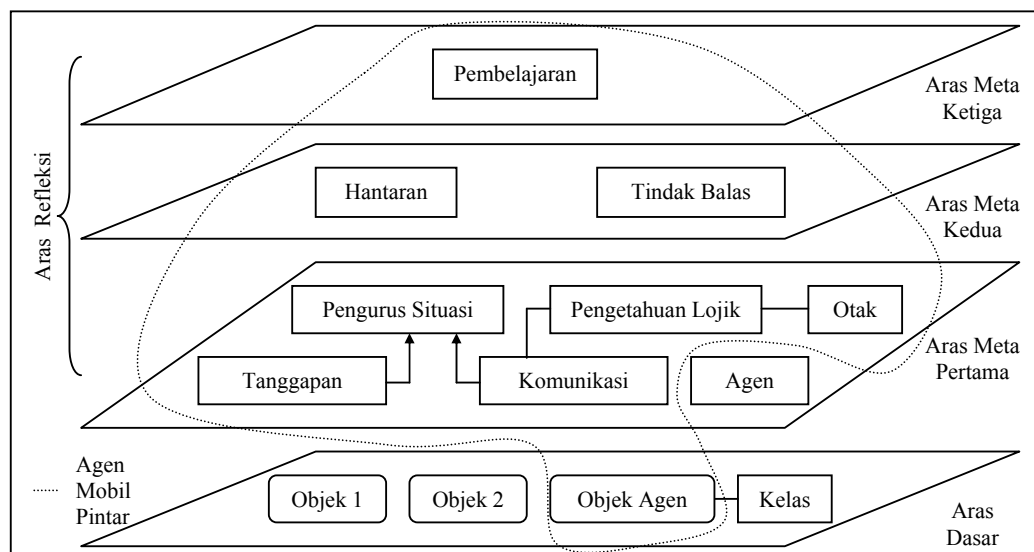 Pembelajaran
Aras Meta
Ketiga
Hantaran
Tindak Balas
Aras Meta
Kedua
Aras Refleksi
Pengurus Situasi
Pengetahuan Lojik
Otak
Tanggapan
Komunikasi
Agen
Aras Meta
Pertama
Agen
Mobil
Pintar
Objek 1
Objek 2
Objek Agen
Kelas
Aras
Dasar